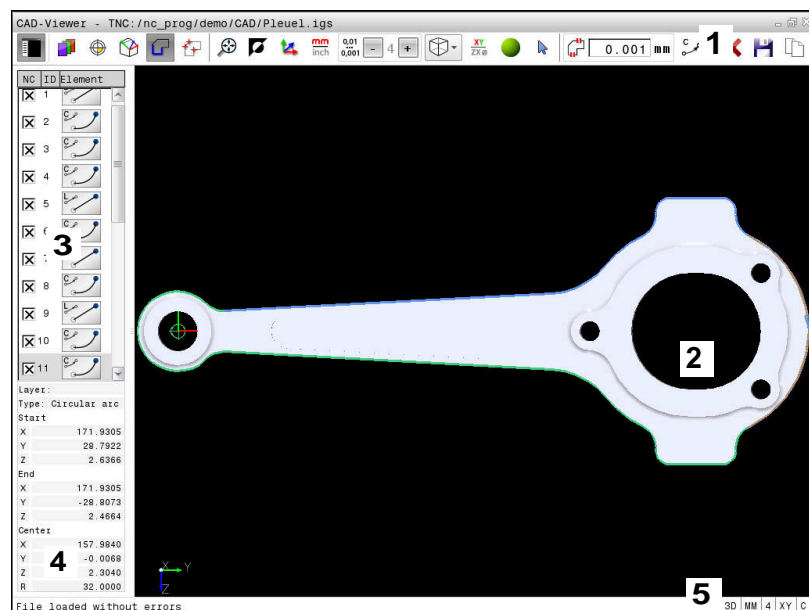 CAD-Viewer - TNC:/nc_prog/demo/CAD/Pleuel.igs
mm
inch
0,01
0,001
- 4 +
XY
ZX
0.001 mm
C
1
NC ID Element
1
2 C
3 C
4 C
5 L
6 C
3
7
8 C
9 L
10 C
11 C
2
Layer:
Type: Circular arc
Start
X 171.9305
Y 28.7922
Z 2.6366
End
X 171.9305
Y -28.8073
Z 2.4664
Center
X 157.9840
Y -0.0068
Z 2.3040
R 32.0000
4
X Y
Z
5
File loaded without errors
3D MM 4 XY C